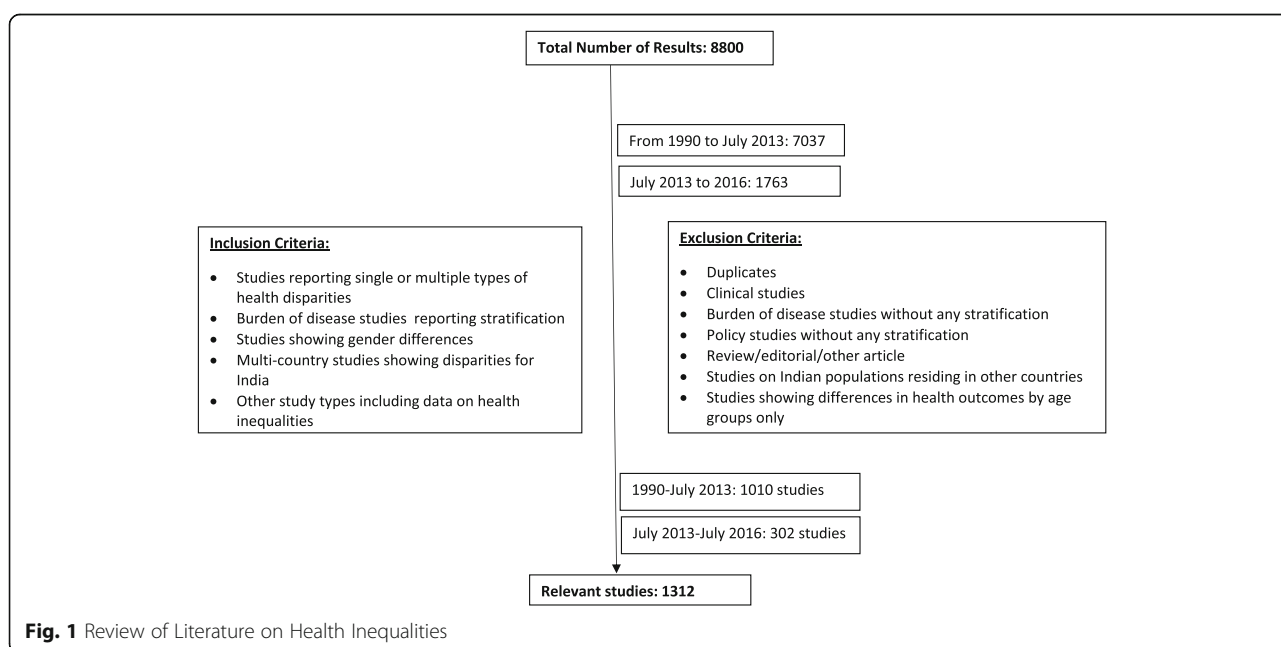 Total Number of Results: 8800
From 1990 to July 2013: 7037
July 2013 to 2016: 1763
Inclusion Criteria:
• Studies reporting single or multiple types of
health disparities
• Burden of disease studies reporting stratification
• Studies showing gender differences
• Multi-country studies showing disparities for
India
• Other study types including data on health
inequalities
Exclusion Criteria:
• Duplicates
• Clinical studies
• Burden of disease studies without any stratification
• Policy studies without any stratification
• Review/editorial/other article
• Studies on Indian populations residing in other countries
• Studies showing differences in health outcomes by age
groups only
1990-July 2013: 1010 studies
July 2013-July 2016: 302 studies
Relevant studies: 1312
Fig. 1 Review of Literature on Health Inequalities